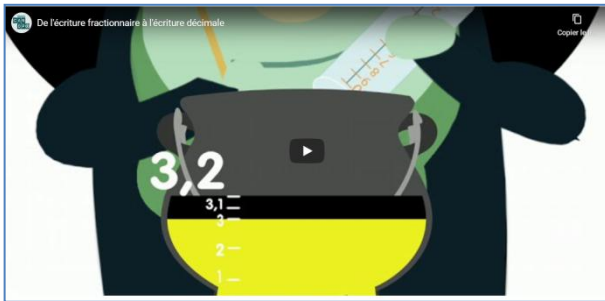 De l'écriture fractionnaire à l'écriture décimale
Copier le
3,2
3,1
3
2
1